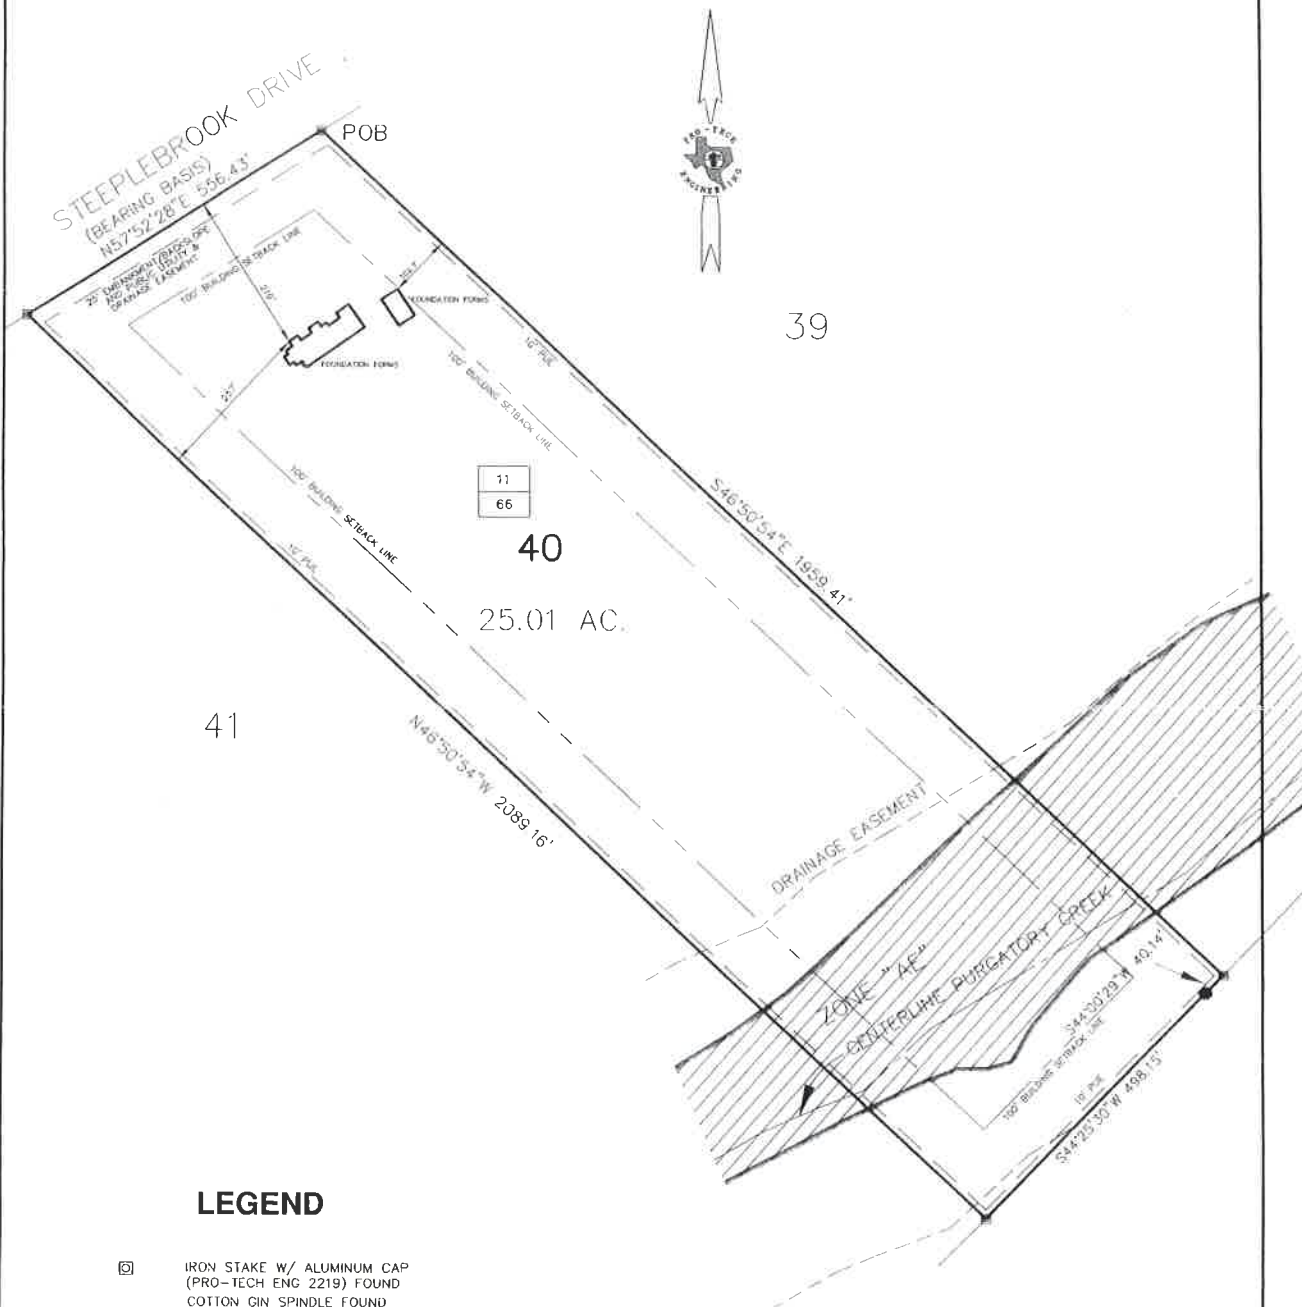 STEEPLEBROOK DRIVE
(BEARING BASIS)
N57°52'28"E 556.43'
POB
PRO-TECH
ENGINEERING
25' EMBANKMENT/BACKSLOPE
AND PUBLIC UTILITY &
DRAINAGE EASEMENT
100' BUILDING SETBACK LINE
FOUNDATION FORMS
FOUNDATION FORMS
39
10' PUE
100' BUILDING SETBACK LINE
100' BUILDING SETBACK LINE
10' PUE
11
66
40
25.01 AC.
S46°50'54"E 1959.41'
41
N46°50'54"W 2089.16'
DRAINAGE EASEMENT
ZONE "AE"
CENTERLINE PURGATORY CREEK
S44°00'29"W 40.14'
100' BUILDING SETBACK LINE
10' PUE
S44°25'30"W 498.15'
LEGEND
IRON STAKE W/ ALUMINUM CAP
(PRO-TECH ENG 2219) FOUND
COTTON GIN SPINDLE FOUND